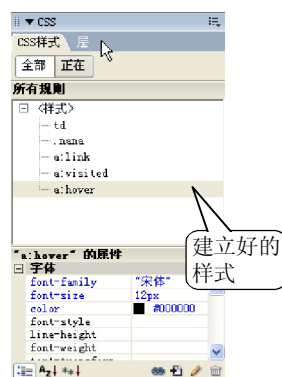 ▼ CSS
CSS样式 层
全部 正在
所有规则
<样式>
td
.nana
a:link
a:visited
a:hover
建立好的
样式
"a:hover" 的属性
字体
font-family "宋体"
font-size 12px
color #000000
font-style
line-height
font-weight